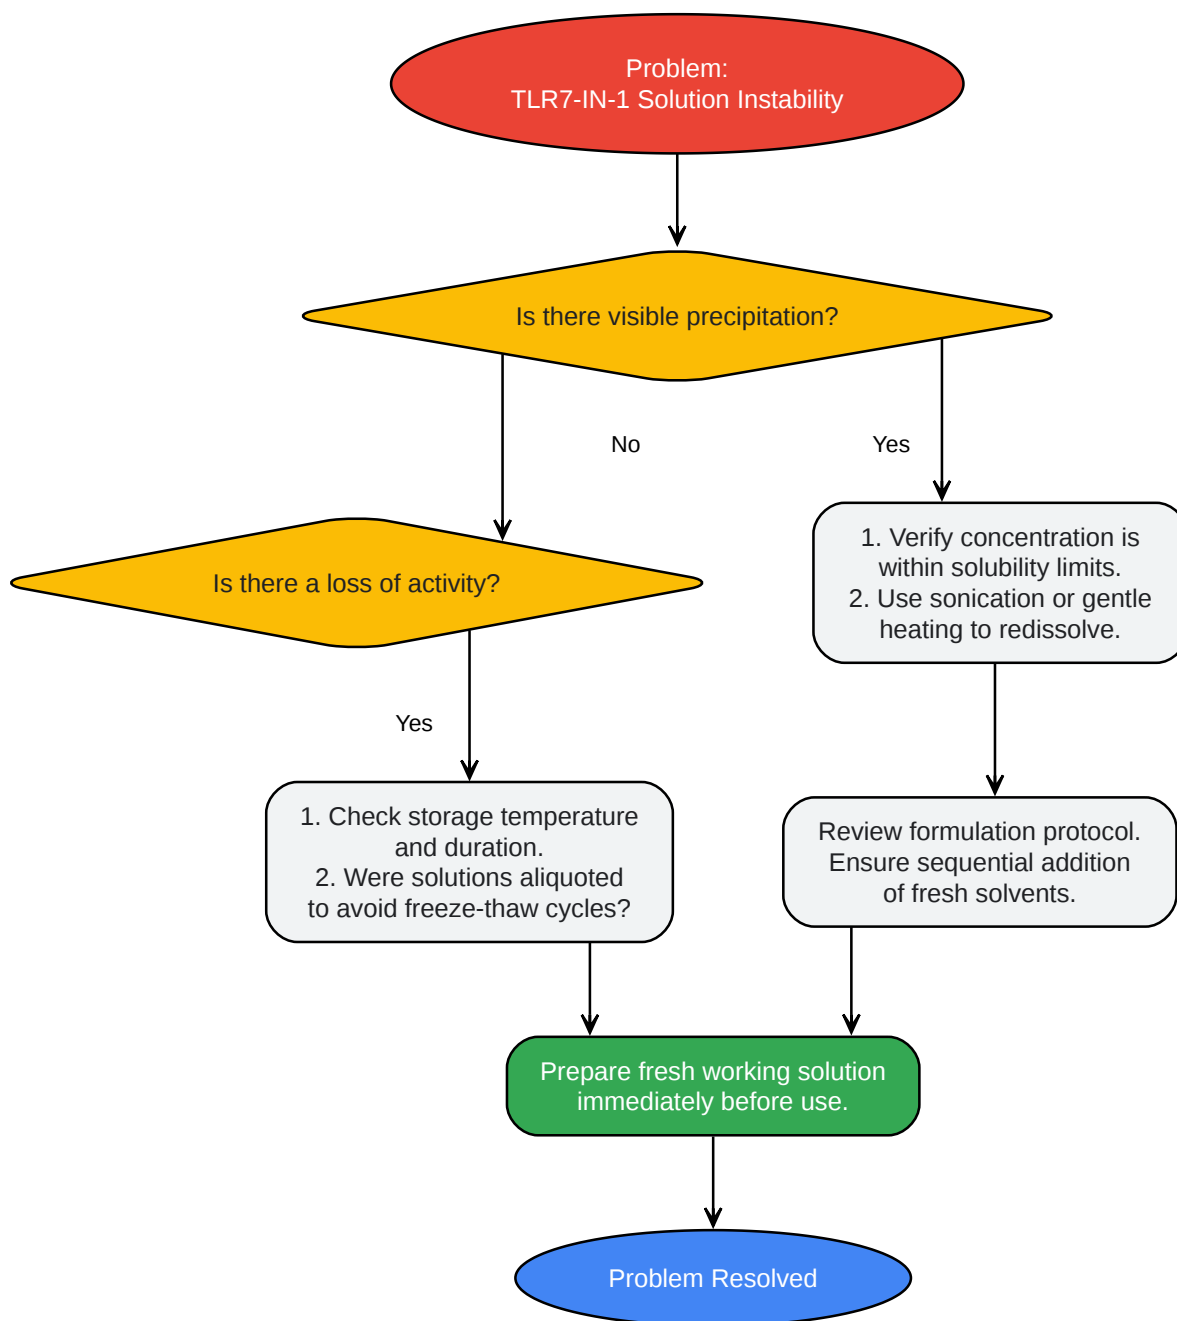 Problem:
TLR7-IN-1 Solution Instability
Is there visible precipitation?
No
Yes
1. Verify concentration is
within solubility limits.
2. Use sonication or gentle
heating to redissolve.
Is there a loss of activity?
Yes
1. Check storage temperature
and duration.
2. Were solutions aliquoted
to avoid freeze-thaw cycles?
Review formulation protocol.
Ensure sequential addition
of fresh solvents.
Prepare fresh working solution
immediately before use.
Problem Resolved